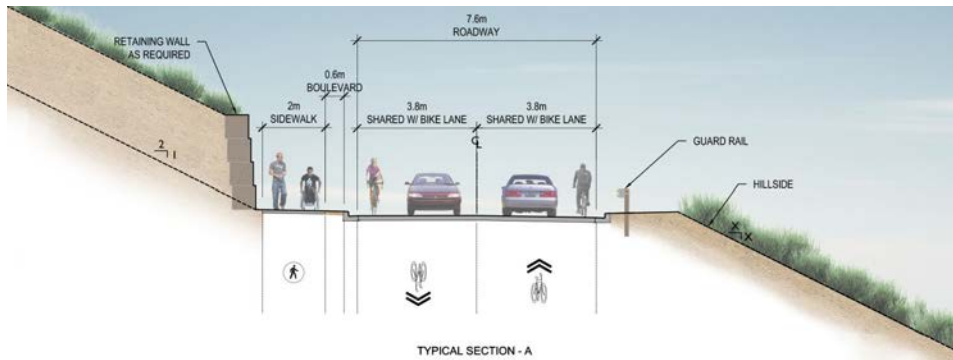 7.6m
ROADWAY
RETAINING WALL
AS REQUIRED
0.6m
BOULEVARD
2m
SIDEWALK
3.8m
SHARED W/ BIKE LANE
3.8m
SHARED W/ BIKE LANE
CL
GUARD RAIL
2
1
HILLSIDE
X
X
TYPICAL SECTION - A